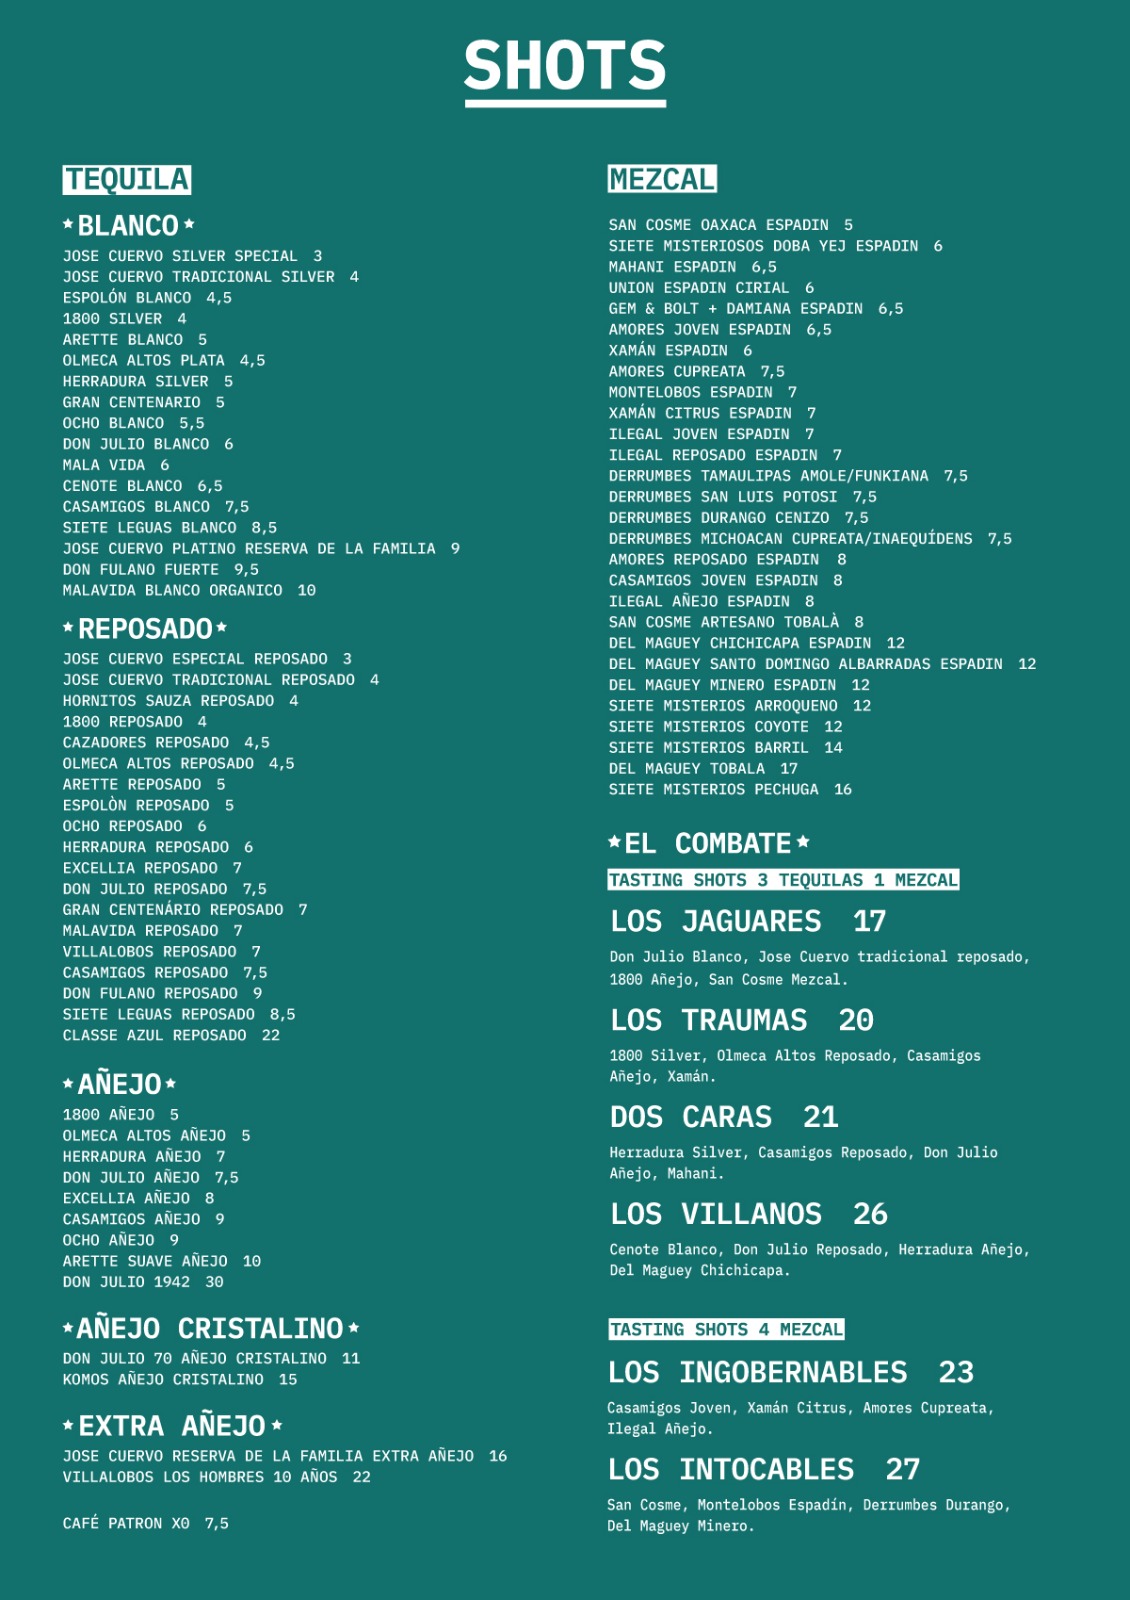 SHOTS
TEQUILA
★BLANCO★
JOSE CUERVO SILVER SPECIAL 3
JOSE CUERVO TRADICIONAL SILVER 4
ESPOLÓN BLANCO 4,5
1800 SILVER 4
ARETTE BLANCO 5
OLMECA ALTOS PLATA 4,5
HERRADURA SILVER 5
GRAN CENTENARIO 5
OCHO BLANCO 5,5
DON JULIO BLANCO 6
MALA VIDA 6
CENOTE BLANCO 6,5
CASAMIGOS BLANCO 7,5
SIETE LEGUAS BLANCO 8,5
JOSE CUERVO PLATINO RESERVA DE LA FAMILIA 9
DON FULANO FUERTE 9,5
MALAVIDA BLANCO ORGANICO 10
★REPOSADO★
JOSE CUERVO ESPECIAL REPOSADO 3
JOSE CUERVO TRADICIONAL REPOSADO 4
HORNITOS SAUZA REPOSADO 4
1800 REPOSADO 4
CAZADORES REPOSADO 4,5
OLMECA ALTOS REPOSADO 4,5
ARETTE REPOSADO 5
ESPOLÒN REPOSADO 5
OCHO REPOSADO 6
HERRADURA REPOSADO 6
EXCELLIA REPOSADO 7
DON JULIO REPOSADO 7,5
GRAN CENTENÁRIO REPOSADO 7
MALAVIDA REPOSADO 7
VILLALOBOS REPOSADO 7
CASAMIGOS REPOSADO 7,5
DON FULANO REPOSADO 9
SIETE LEGUAS REPOSADO 8,5
CLASSE AZUL REPOSADO 22
★AÑEJO★
1800 AÑEJO 5
OLMECA ALTOS AÑEJO 5
HERRADURA AÑEJO 7
DON JULIO AÑEJO 7,5
EXCELLIA AÑEJO 8
CASAMIGOS AÑEJO 9
OCHO AÑEJO 9
ARETTE SUAVE AÑEJO 10
DON JULIO 1942 30
★AÑEJO CRISTALINO★
DON JULIO 70 AÑEJO CRISTALINO 11
KOMOS AÑEJO CRISTALINO 15
★EXTRA AÑEJO★
JOSE CUERVO RESERVA DE LA FAMILIA EXTRA AÑEJO 16
VILLALOBOS LOS HOMBRES 10 AÑOS 22
CAFÉ PATRON X0 7,5
MEZCAL
SAN COSME OAXACA ESPADIN 5
SIETE MISTERIOSOS DOBA YEJ ESPADIN 6
MAHANI ESPADIN 6,5
UNION ESPADIN CIRIAL 6
GEM & BOLT + DAMIANA ESPADIN 6,5
AMORES JOVEN ESPADIN 6,5
XAMÁN ESPADIN 6
AMORES CUPREATA 7,5
MONTELOBOS ESPADIN 7
XAMÁN CITRUS ESPADIN 7
ILEGAL JOVEN ESPADIN 7
ILEGAL REPOSADO ESPADIN 7
DERRUMBES TAMAULIPAS AMOLE/FUNKIANA 7,5
DERRUMBES SAN LUIS POTOSI 7,5
DERRUMBES DURANGO CENIZO 7,5
DERRUMBES MICHOACAN CUPREATA/INAEQUÍDENS 7,5
AMORES REPOSADO ESPADIN 8
CASAMIGOS JOVEN ESPADIN 8
ILEGAL AÑEJO ESPADIN 8
SAN COSME ARTESANO TOBALÀ 8
DEL MAGUEY CHICHICAPA ESPADIN 12
DEL MAGUEY SANTO DOMINGO ALBARRADAS ESPADIN 12
DEL MAGUEY MINERO ESPADIN 12
SIETE MISTERIOS ARROQUENO 12
SIETE MISTERIOS COYOTE 12
SIETE MISTERIOS BARRIL 14
DEL MAGUEY TOBALA 17
SIETE MISTERIOS PECHUGA 16
★EL COMBATE★
TASTING SHOTS 3 TEQUILAS 1 MEZCAL
LOS JAGUARES 17
Don Julio Blanco, Jose Cuervo tradicional reposado,
1800 Añejo, San Cosme Mezcal.
LOS TRAUMAS 20
1800 Silver, Olmeca Altos Reposado, Casamigos
Añejo, Xamán.
DOS CARAS 21
Herradura Silver, Casamigos Reposado, Don Julio
Añejo, Mahani.
LOS VILLANOS 26
Cenote Blanco, Don Julio Reposado, Herradura Añejo,
Del Maguey Chichicapa.
TASTING SHOTS 4 MEZCAL
LOS INGOBERNABLES 23
Casamigos Joven, Xamán Citrus, Amores Cupreata,
Ilegal Añejo.
LOS INTOCABLES 27
San Cosme, Montelobos Espadín, Derrumbes Durango,
Del Maguey Minero.